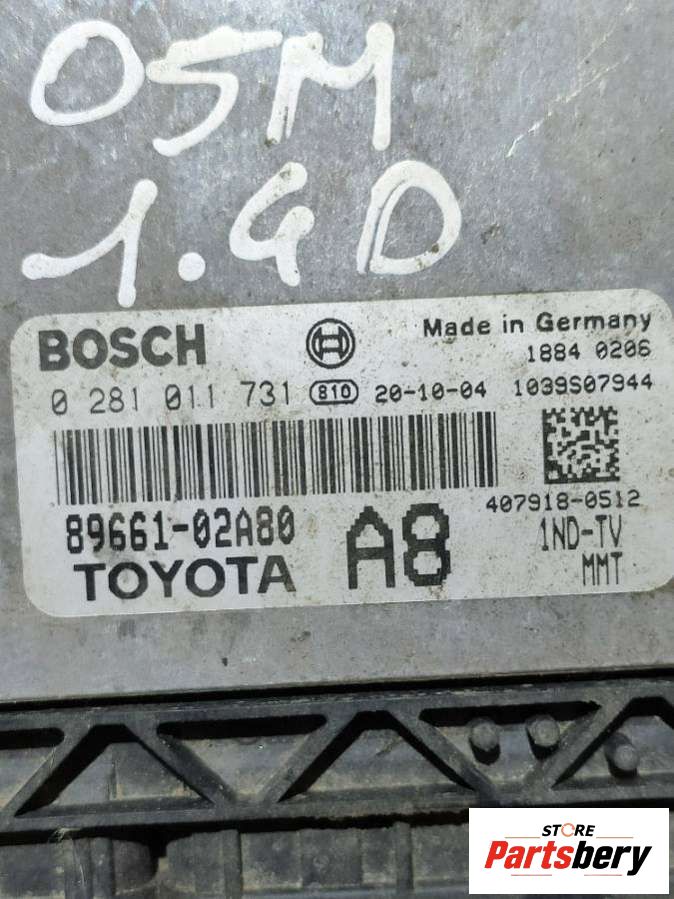 05M
1.4D
BOSCH
Made in Germany
1884 0206
0 281 011 731 810 20-10-04 1039S07944
407918-0512
89661-02A80
A8
1ND-TV
TOYOTA
MMT
STORE
Partsbery